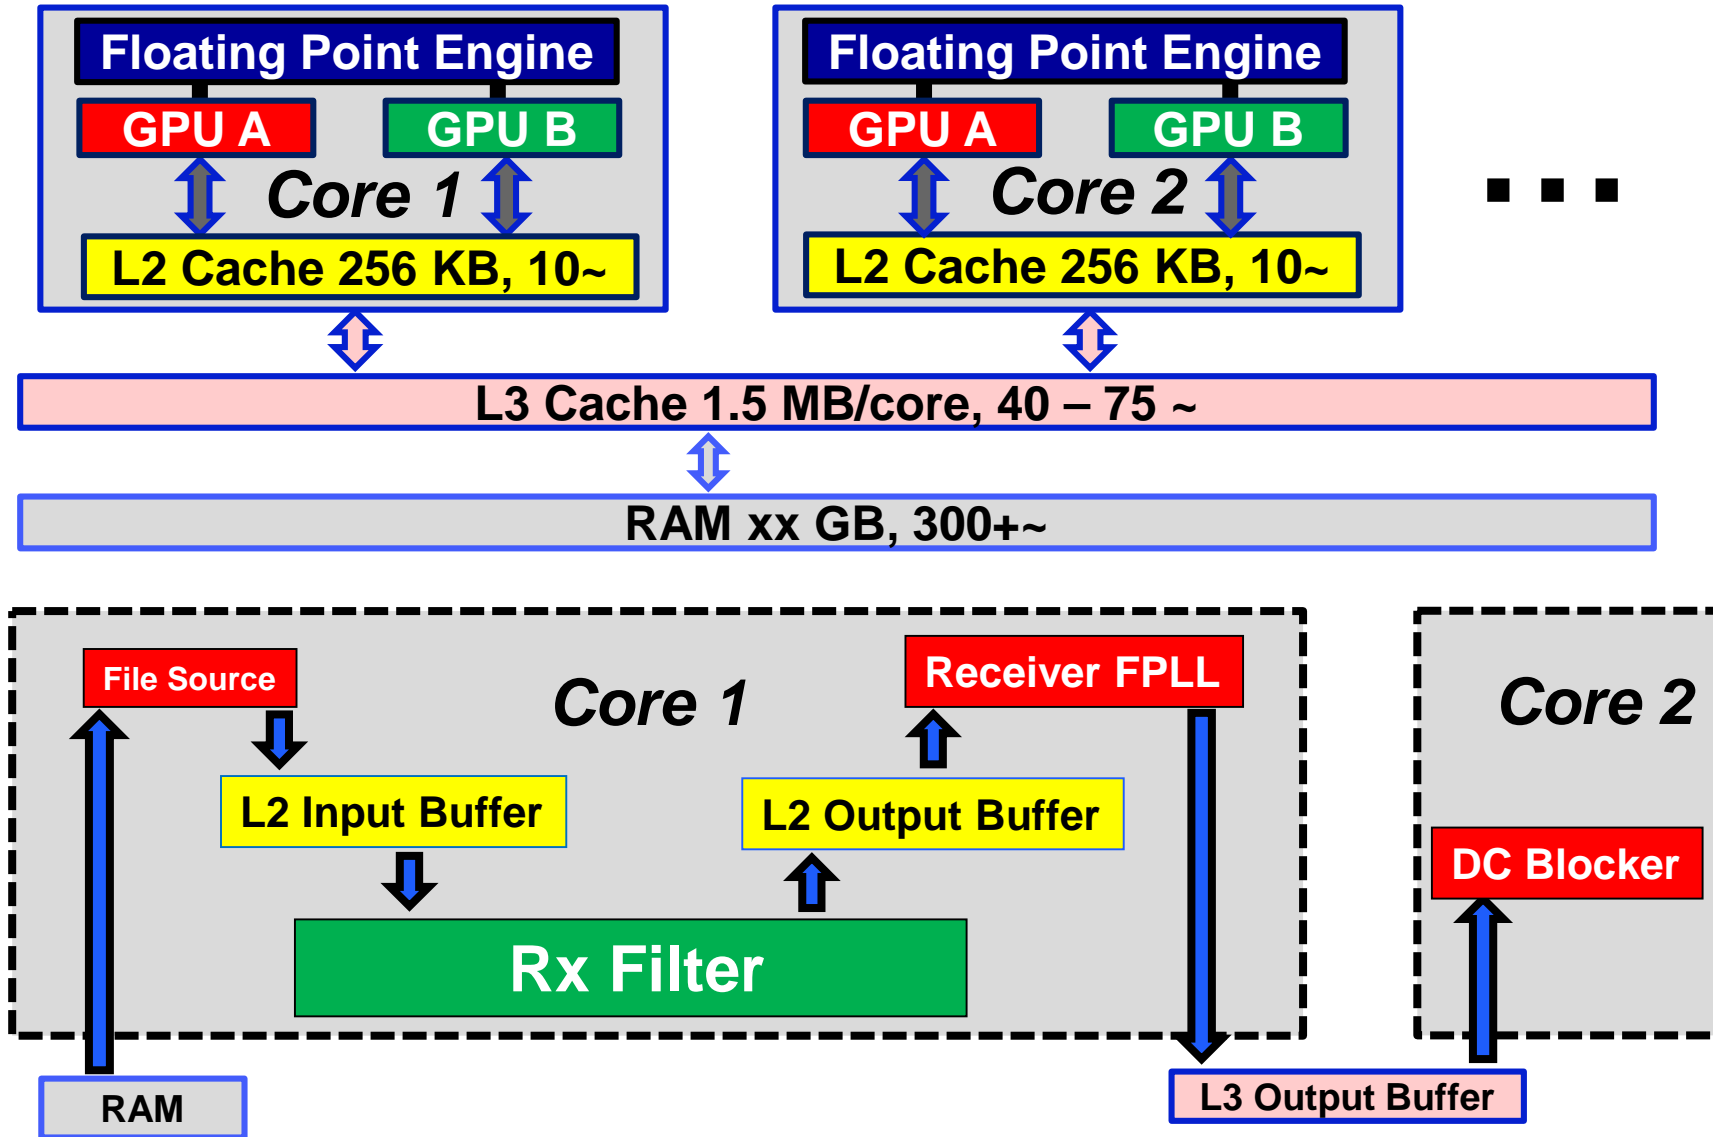 Floating Point Engine
Floating Point Engine
GPU A
GPU B
GPU A
GPU B
Core 1
Core 2
L2 Cache 256 KB, 10~
L2 Cache 256 KB, 10~
L3 Cache 1.5 MB/core, 40 – 75 ~
RAM xx GB, 300+~
File Source
Core 1
Receiver FPLL
Core 2
L2 Input Buffer
L2 Output Buffer
DC Blocker
Rx Filter
RAM
L3 Output Buffer